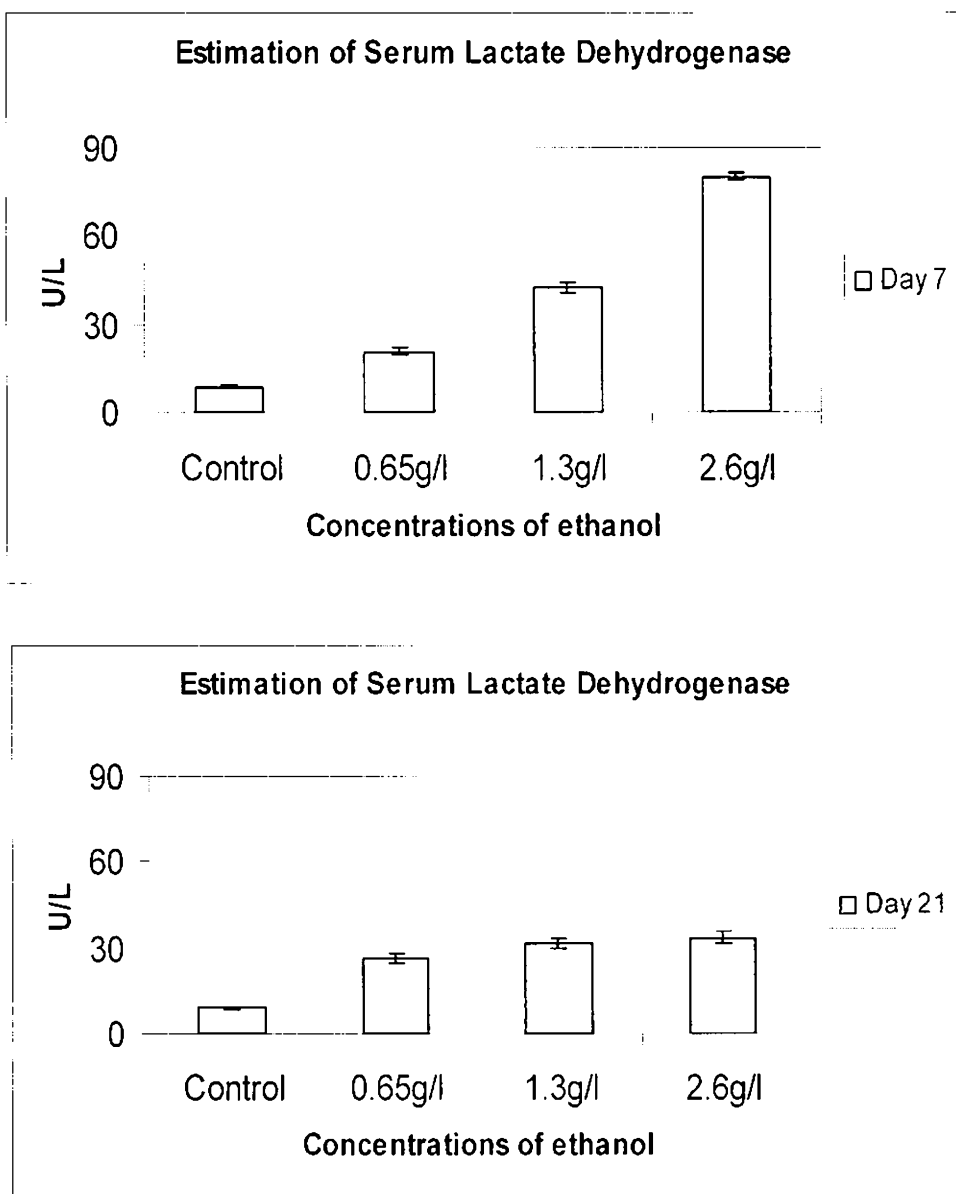 Estimation of Serum Lactate Dehydrogenase
90
60
30
0
U/L
Control 0.65g/l 1.3g/l 2.6g/l
Concentrations of ethanol
Day 7
Estimation of Serum Lactate Dehydrogenase
90
60
30
0
U/L
Control 0.65g/l 1.3g/l 2.6g/l
Concentrations of ethanol
Day 21